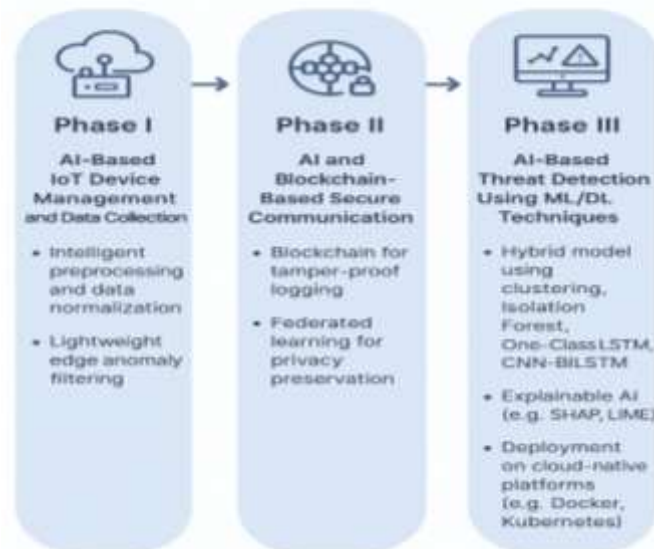 Phase I
AI-Based
IoT Device
Management
and Data Collection
• Intelligent
preprocessing
and data
normalization
• Lightweight
edge anomaly
filtering
Phase II
AI and
Blockchain-
Based Secure
Communication
• Blockchain for
tamper-proof
logging
• Federated
learning for
privacy
preservation
Phase III
AI-Based
Threat Detection
Using ML/DL
Techniques
• Hybrid model
using
clustering,
Isolation
Forest,
One-Class LSTM,
CNN-BiLSTM
• Explainable AI
(e.g. SHAP, LIME)
• Deployment
on cloud-native
platforms
(e.g. Docker,
Kubernetes)